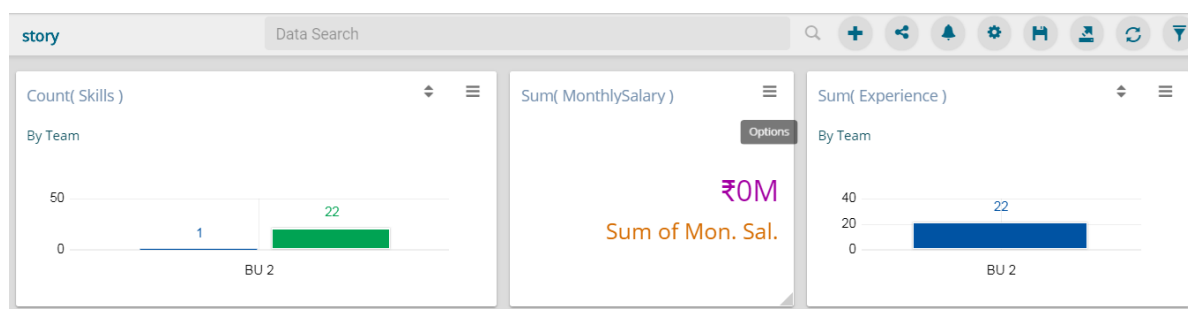 story
Data Search
Count( Skills )
By Team
50
22
1
0
BU 2
Sum( MonthlySalary )
Options
₹0M
Sum of Mon. Sal.
Sum( Experience )
By Team
40
22
20
0
BU 2